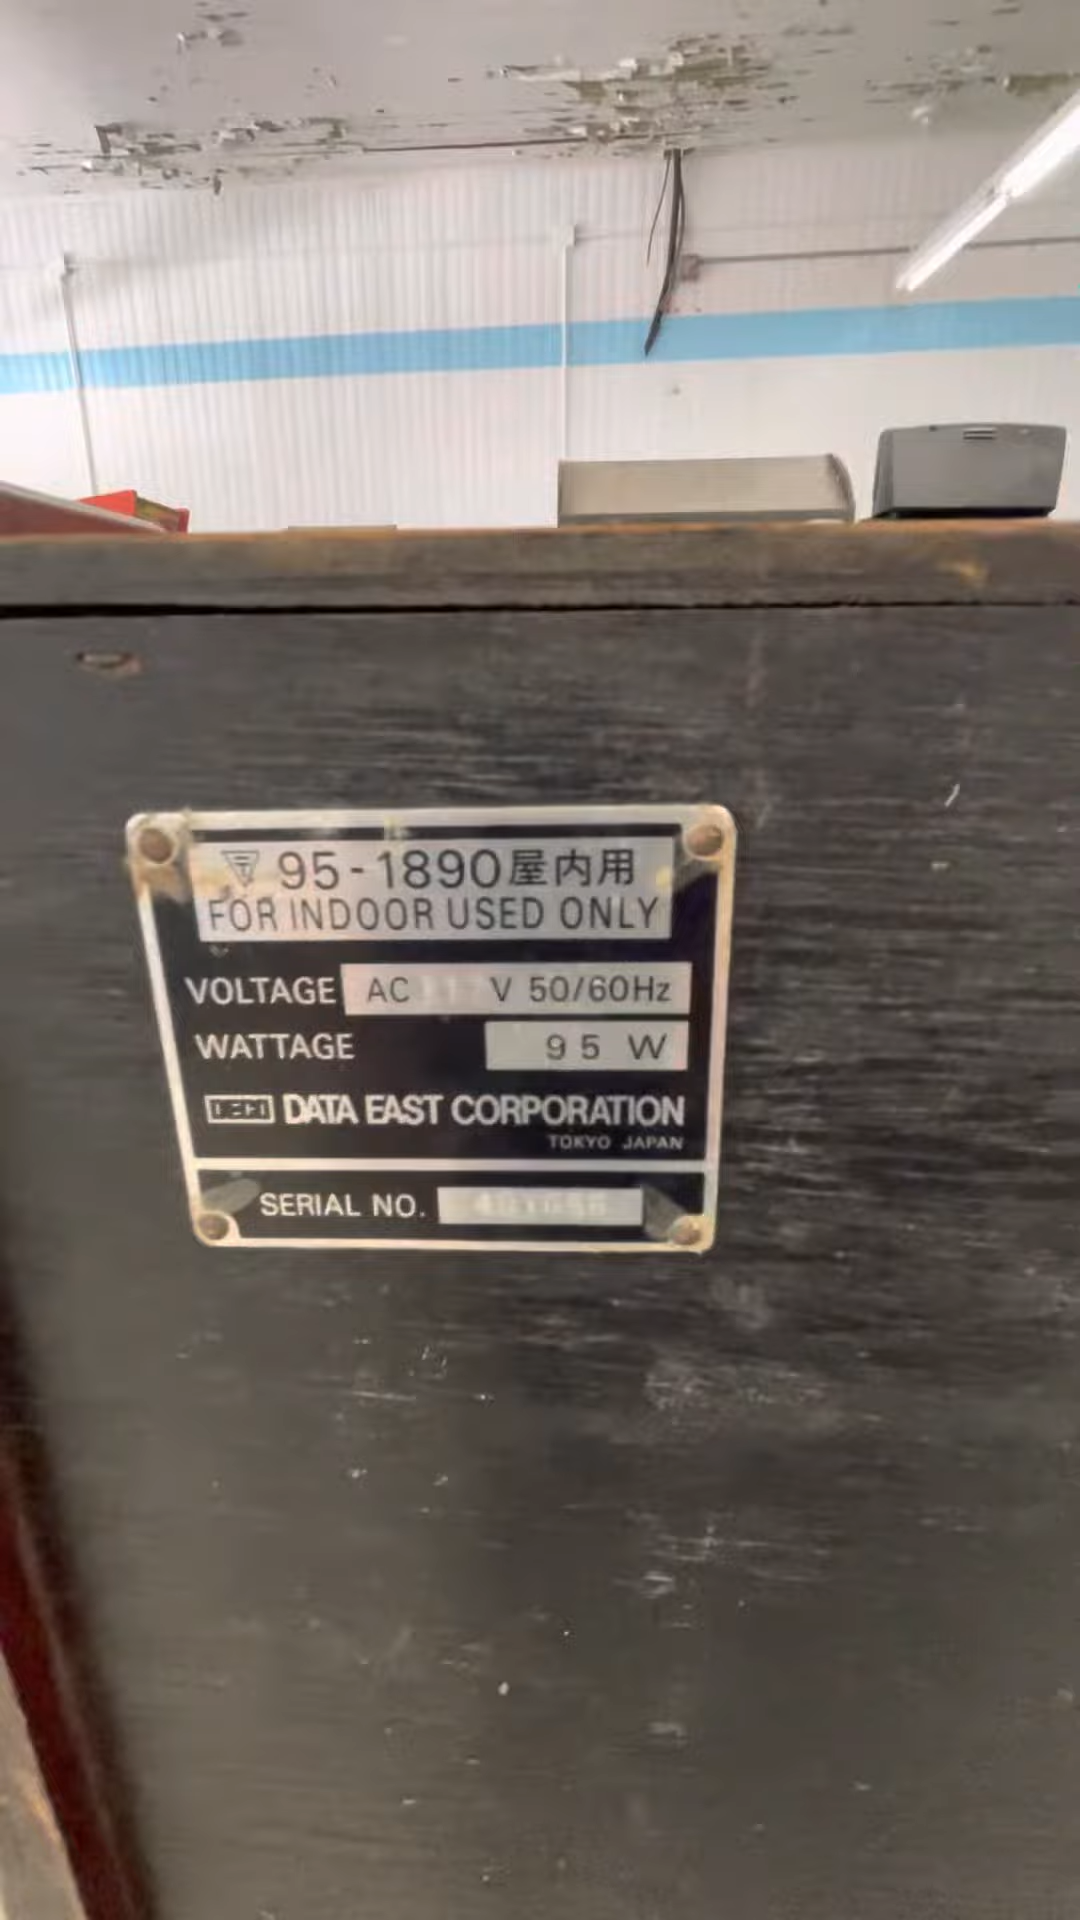 95-1890屋内用
FOR INDOOR USED ONLY
VOLTAGE AC V 50/60Hz
WATTAGE 95 W
DECO DATA EAST CORPORATION
TOKYO JAPAN
SERIAL NO.